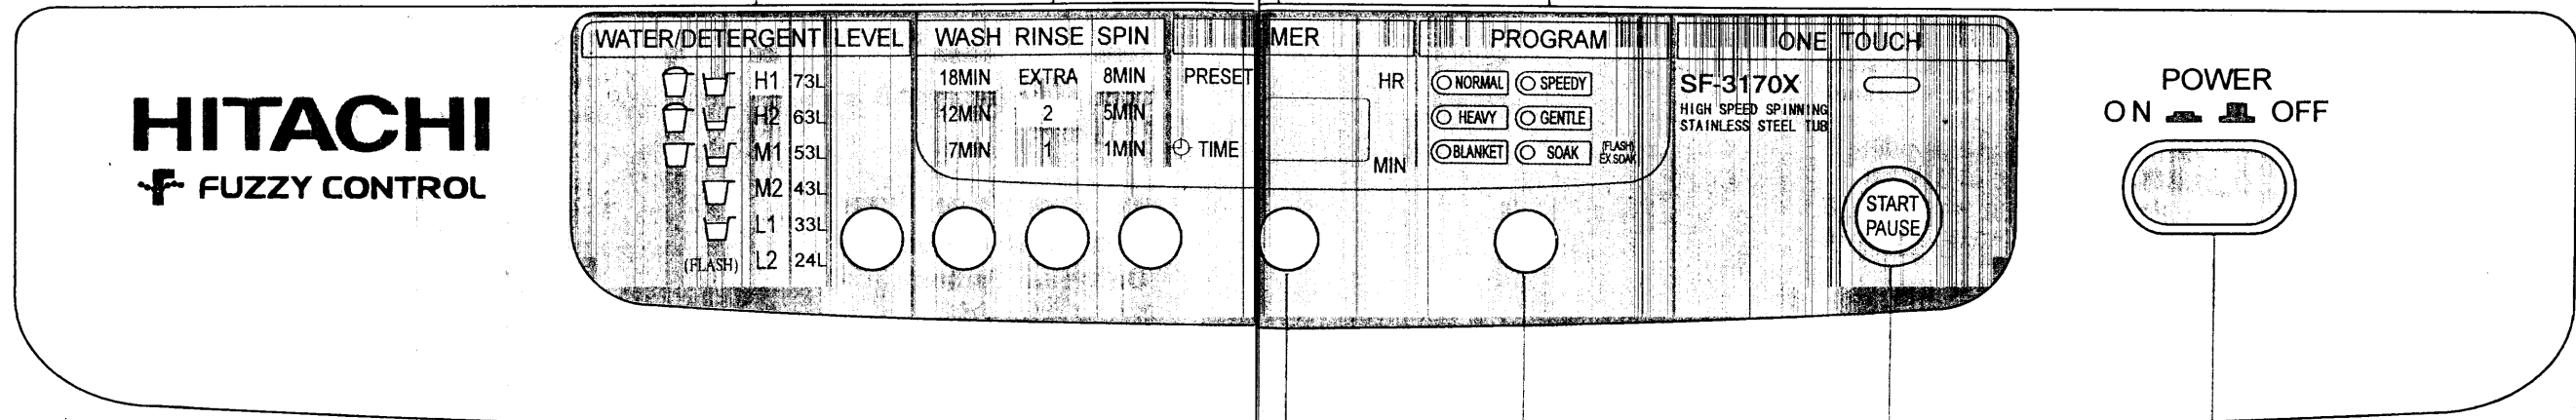 HITACHI
FUZZY CONTROL
WATER/DETERGENT LEVEL WASH RINSE SPIN MER PROGRAM ONE TOUCH
H1 73L
H2 63L
M1 53L
M2 43L
L1 33L
(FLASH) L2 24L
18MIN EXTRA 8MIN
12MIN 2 5MIN
7MIN 1 1MIN
PRESET HR
TIME MIN
NORMAL SPEEDY
HEAVY GENTLE
BLANKET SOAK (FLASH)
EX.SOAK
SF-3170X
HIGH SPEED SPINNING
STAINLESS STEEL TUB
START
PAUSE
POWER
ON OFF